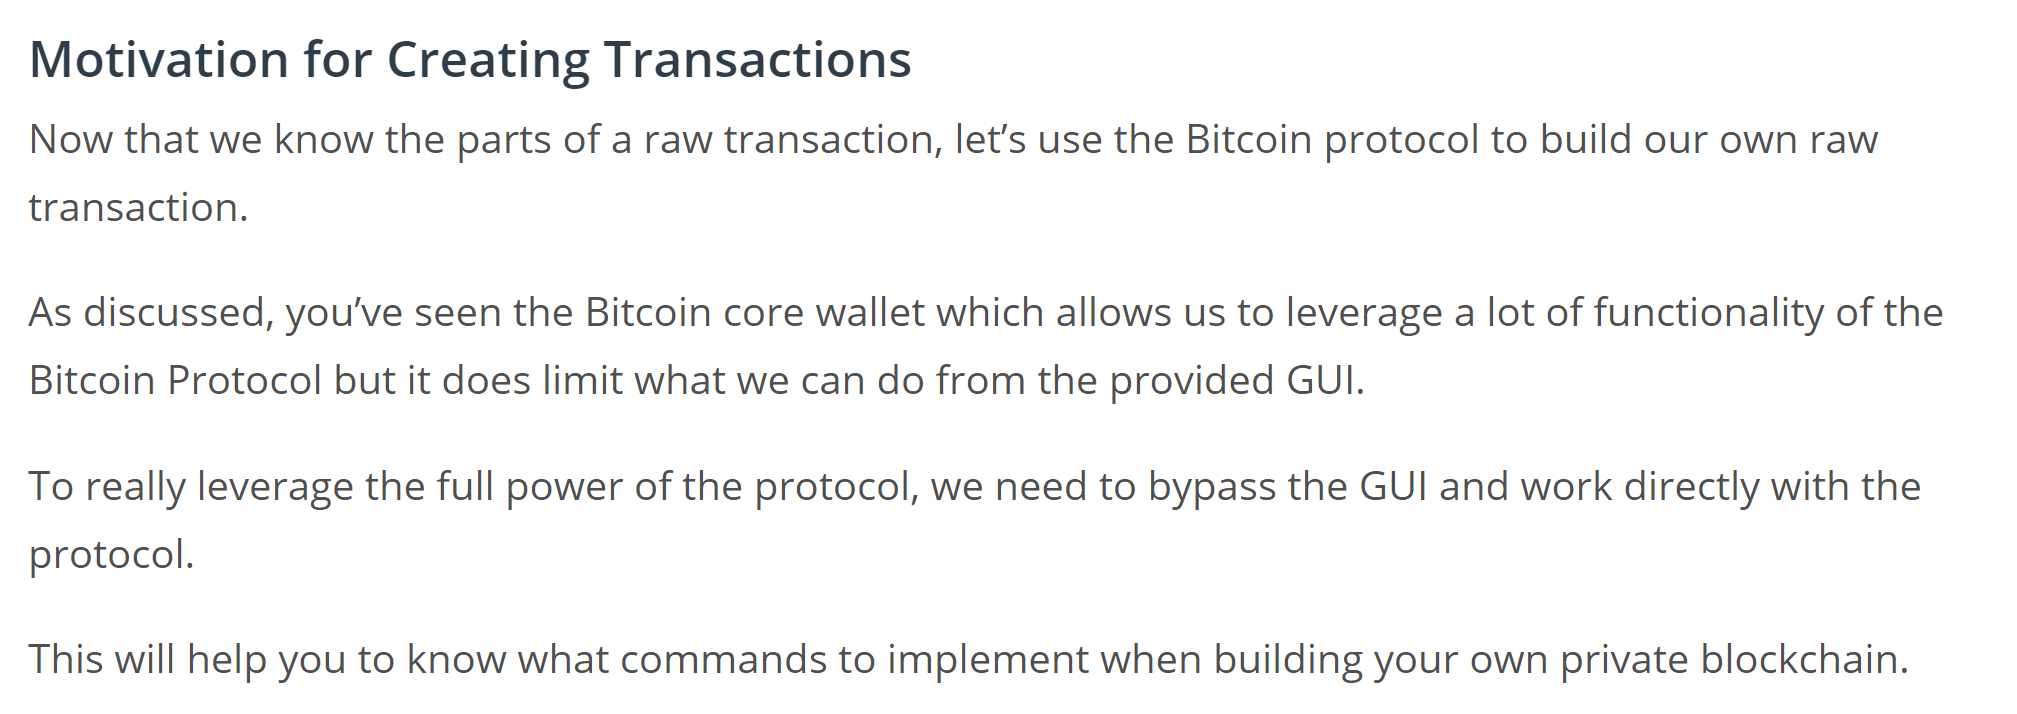 Motivation for Creating Transactions
Now that we know the parts of a raw transaction, let’s use the Bitcoin protocol to build our own raw
transaction.
As discussed, you’ve seen the Bitcoin core wallet which allows us to leverage a lot of functionality of the
Bitcoin Protocol but it does limit what we can do from the provided GUI.
To really leverage the full power of the protocol, we need to bypass the GUI and work directly with the
protocol.
This will help you to know what commands to implement when building your own private blockchain.